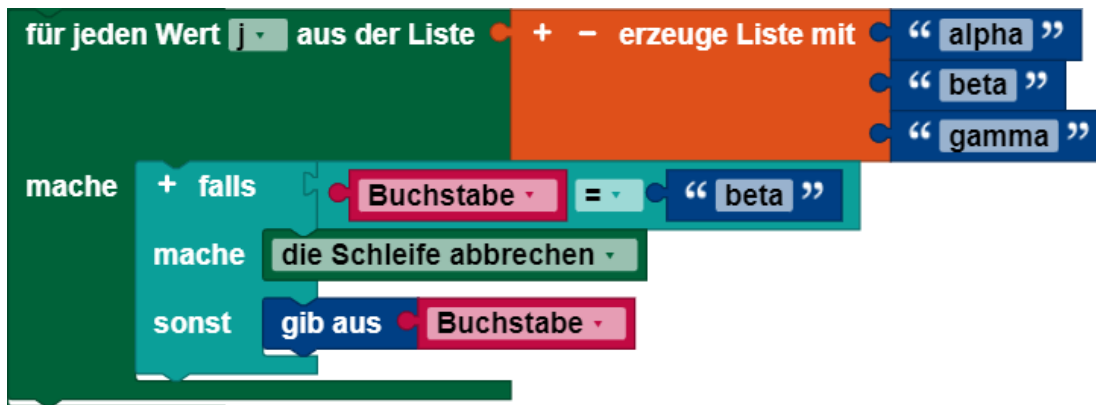 für jeden Wert j aus der Liste + − erzeuge Liste mit “ alpha ”
“ beta ”
“ gamma ”
mache + falls Buchstabe = “ beta ”
mache die Schleife abbrechen
sonst gib aus Buchstabe